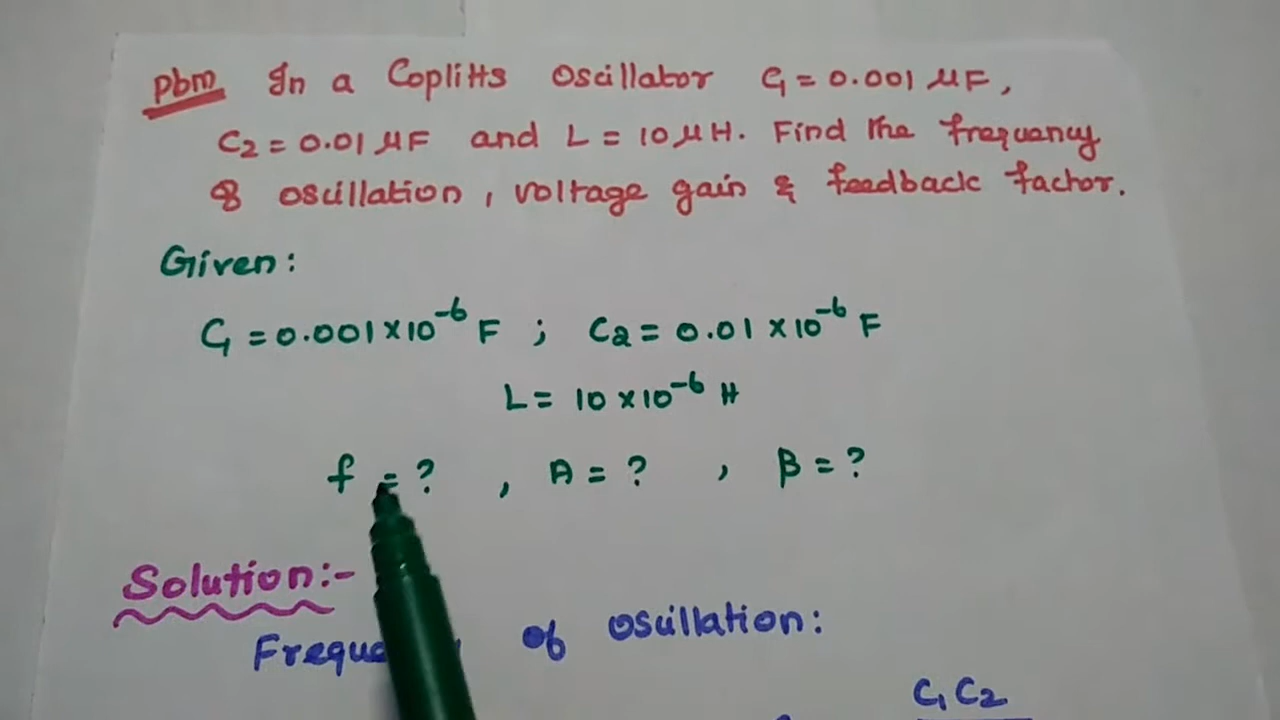 Pbm In a Coplitts Oscillator C1 = 0.001 μF,
C2 = 0.01 μF and L = 10 μH. Find the frequency
of oscillation, voltage gain & feedback factor.
Given:
C1 = 0.001 × 10⁻⁶ F ; C2 = 0.01 × 10⁻⁶ F
L = 10 × 10⁻⁶ H
f = ? , A = ? , β = ?
Solution:-
of oscillation:
C1 C2